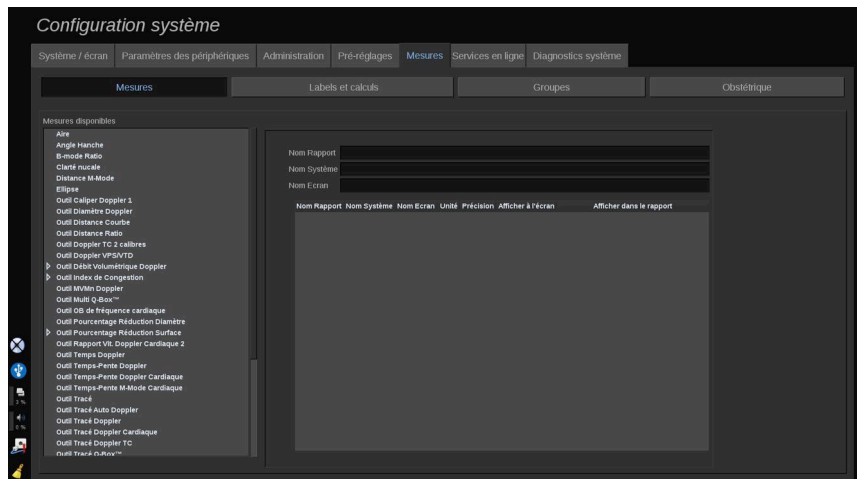 Configuration système
Système / écran Paramètres des périphériques Administration Pré-réglages Mesures Services en ligne Diagnostics système
Mesures Labels et calculs Groupes Obstétrique
Mesures disponibles
Aire
Angle Hanche
B-mode Ratio
Clarté nucale
Distance M-Mode
Ellipse
Outil Caliper Doppler 1
Outil Diamètre Doppler
Outil Distance Courbe
Outil Distance Ratio
Outil Doppler TC 2 calibres
Outil Doppler VPS/VTD
Outil Débit Volumétrique Doppler
Outil Index de Congestion
Outil MVMn Doppler
Outil Multi Q-Box™
Outil OB de fréquence cardiaque
Outil Pourcentage Réduction Diamètre
Outil Pourcentage Réduction Surface
Outil Rapport Vit. Doppler Cardiaque 2
Outil Temps Doppler
Outil Temps-Pente Doppler
Outil Temps-Pente Doppler Cardiaque
Outil Temps-Pente M-Mode Cardiaque
Outil Tracé
Outil Tracé Auto Doppler
Outil Tracé Doppler
Outil Tracé Doppler Cardiaque
Outil Tracé Doppler TC
Outil Tracé Q-Box™
Nom Rapport
Nom Système
Nom Ecran
Nom Rapport Nom Système Nom Ecran Unité Précision Afficher à l'écran Afficher dans le rapport
3 %
0 %